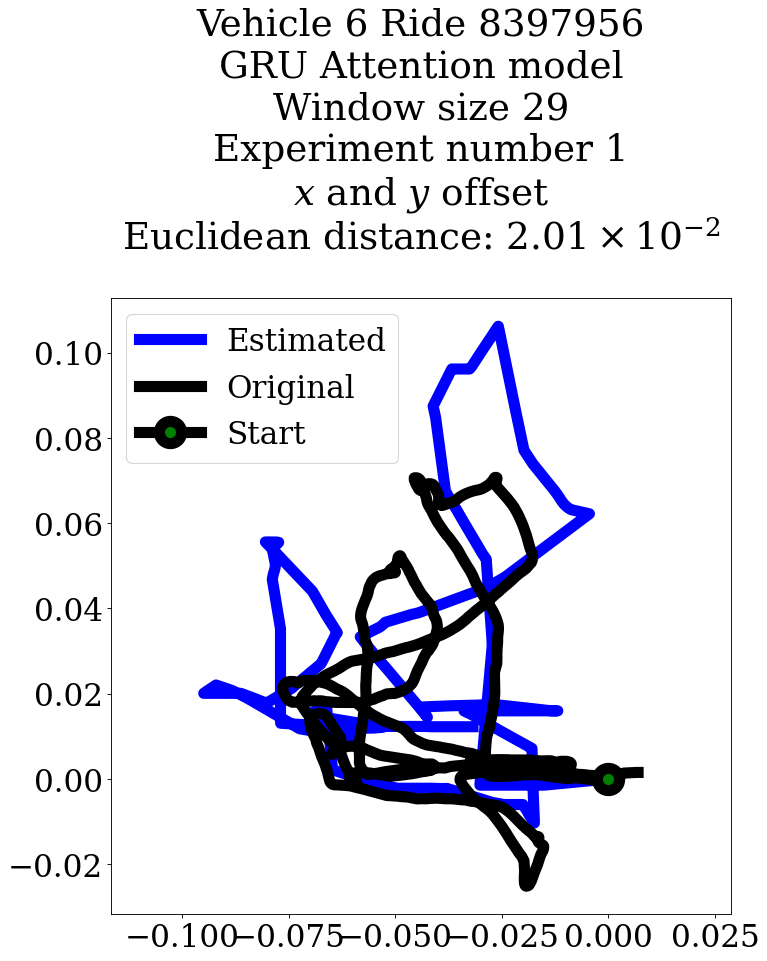 Vehicle 6 Ride 8397956
GRU Attention model
Window size 29
Experiment number 1
x and y offset
Euclidean distance: 2.01 × 10⁻²
Estimated
Original
Start
0.10
0.08
0.06
0.04
0.02
0.00
−0.02
−0.100 −0.075 −0.050 −0.025 0.000 0.025